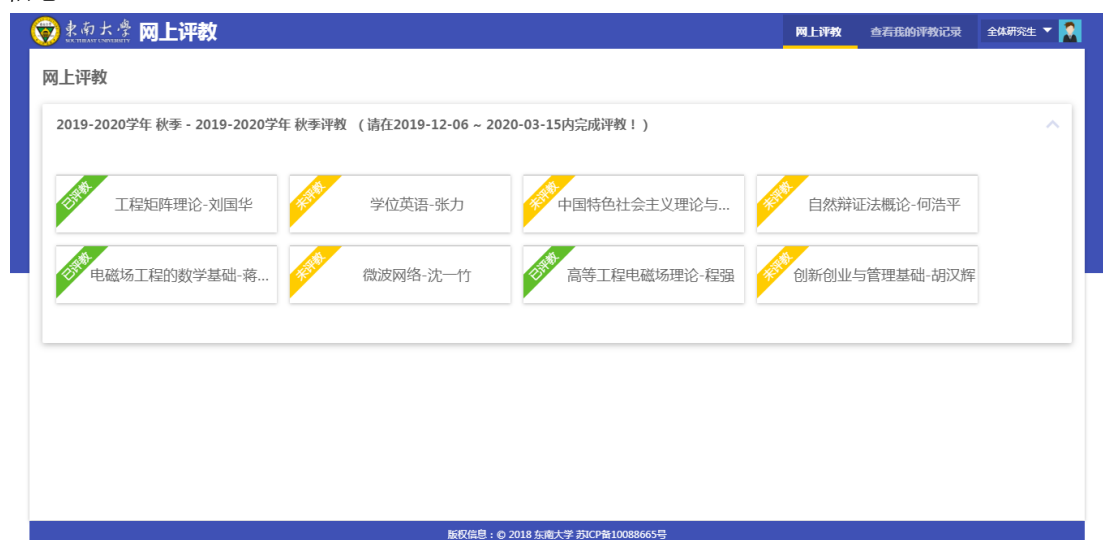 东南大学 网上评教 网上评教 查看我的评教记录 全体研究生
SOUTHEAST UNIVERSITY
网上评教
2019-2020学年 秋季 - 2019-2020学年 秋季评教 (请在2019-12-06 ~ 2020-03-15内完成评教！)
已评教 工程矩阵理论-刘国华
未评教 学位英语-张力
未评教 中国特色社会主义理论与...
未评教 自然辩证法概论-何浩平
已评教 电磁场工程的数学基础-蒋...
未评教 微波网络-沈一竹
已评教 高等工程电磁场理论-程强
未评教 创新创业与管理基础-胡汉辉
版权信息：© 2018 东南大学 苏ICP备10088665号